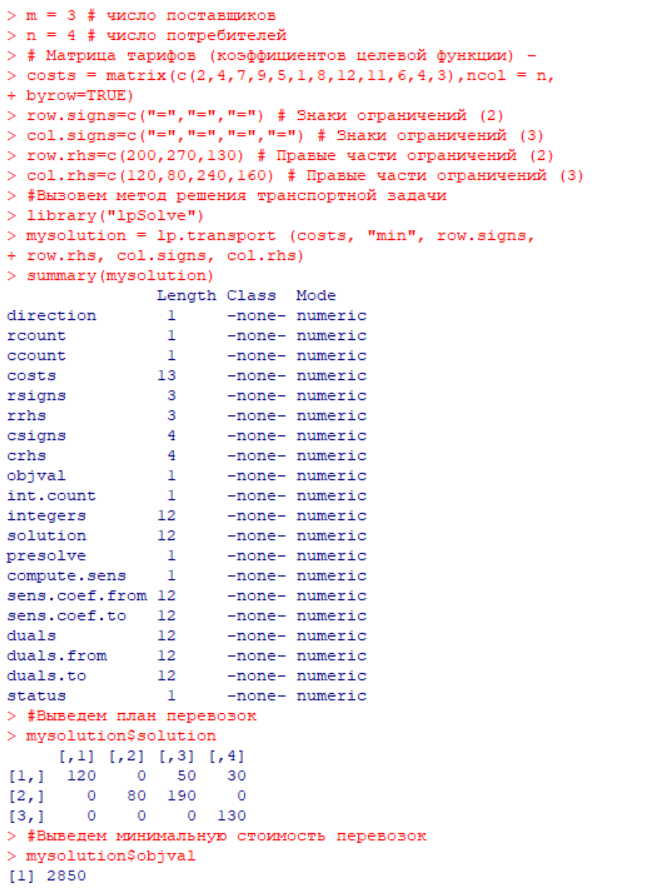 > m = 3 # число поставщиков
> n = 4 # число потребителей
> # Матрица тарифов (коэффициентов целевой функции) –
> costs = matrix(c(2,4,7,9,5,1,8,12,11,6,4,3),ncol = n,
+ byrow=TRUE)
> row.signs=c("=","=","=") # Знаки ограничений (2)
> col.signs=c("=","=","=","=") # Знаки ограничений (3)
> row.rhs=c(200,270,130) # Правые части ограничений (2)
> col.rhs=c(120,80,240,160) # Правые части ограничений (3)
> #Вызовем метод решения транспортной задачи
> library("lpSolve")
> mysolution = lp.transport (costs, "min", row.signs,
+ row.rhs, col.signs, col.rhs)
> summary(mysolution)
               Length Class  Mode
direction       1     -none- numeric
rcount          1     -none- numeric
ccount          1     -none- numeric
costs          13     -none- numeric
rsigns          3     -none- numeric
rrhs            3     -none- numeric
csigns          4     -none- numeric
crhs            4     -none- numeric
objval          1     -none- numeric
int.count       1     -none- numeric
integers       12     -none- numeric
solution       12     -none- numeric
presolve        1     -none- numeric
compute.sens    1     -none- numeric
sens.coef.from 12     -none- numeric
sens.coef.to   12     -none- numeric
duals          12     -none- numeric
duals.from     12     -none- numeric
duals.to       12     -none- numeric
status          1     -none- numeric
> #Выведем план перевозок
> mysolution$solution
     [,1] [,2] [,3] [,4]
[1,]  120    0   50   30
[2,]    0   80  190    0
[3,]    0    0    0  130
> #Выведем минимальную стоимость перевозок
> mysolution$objval
[1] 2850